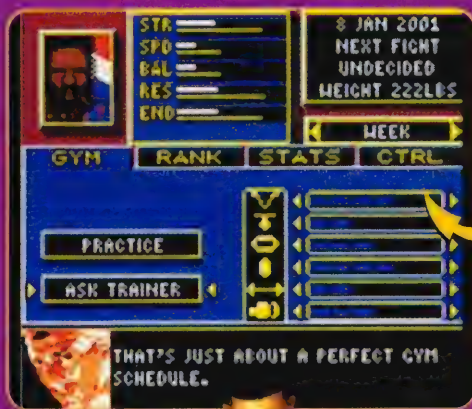 STR
SPD
BAL
RES
END
8 JAN 2001
NEXT FIGHT
UNDECIDED
WEIGHT 222LBS
WEEK
GYM RANK STATS CTRL
PRACTICE
ASK TRAINER
THAT'S JUST ABOUT A PERFECT GYM
SCHEDULE.